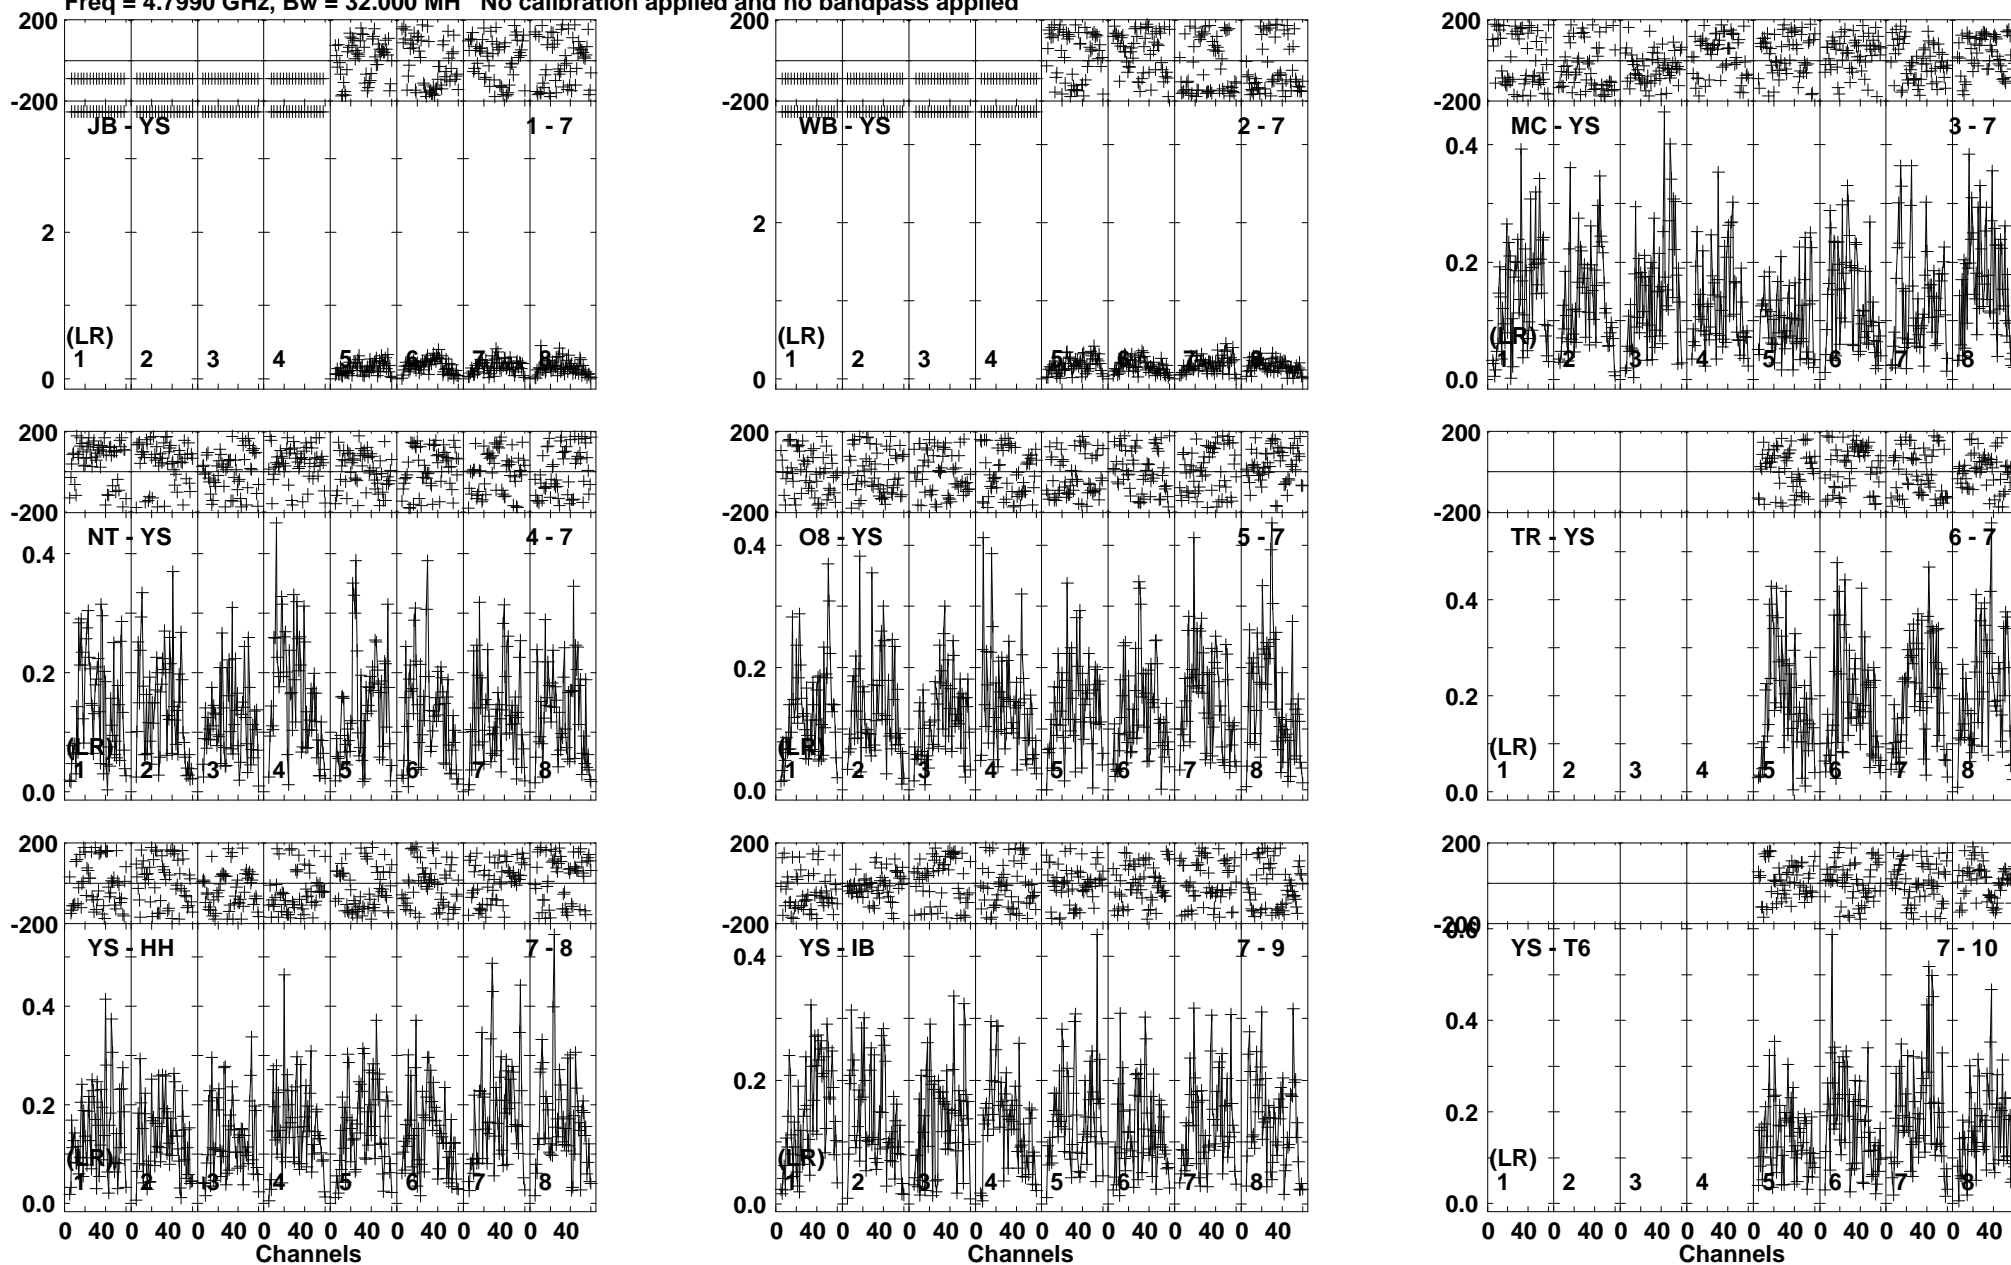 Freq = 4.7990 GHz, Bw = 32.000 MH No calibration applied and no bandpass applied
200 200 200
-200 -200 -200
JB - YS 1 - 7 WB - YS 2 - 7 MC - YS 3 - 7
0.4
2 2 0.2
(LR) (LR) (LR)
1 2 3 4 5 6 7 8 1 2 3 4 5 6 7 8 1 2 3 4 5 6 7 8
0 0 0.0
200 200 200
-200 -200 -200
NT - YS 4 - 7 O8 - YS 5 - 7 TR - YS 6 - 7
0.4 0.4 0.4
0.2 0.2 0.2
(LR) (LR) (LR)
1 2 3 4 5 6 7 8 1 2 3 4 5 6 7 8 1 2 3 4 5 6 7 8
0.0 0.0 0.0
200 200 200
-200 -200 -200
0.6
YS - HH 7 - 8 YS - IB 7 - 9 YS - T6 7 - 10
0.4 0.4 0.4
0.2 0.2 0.2
(LR) (LR) (LR)
1 2 3 4 5 6 7 8 1 2 3 4 5 6 7 8 1 2 3 4 5 6 7 8
0.0 0.0 0.0
0 40 0 40 0 40 0 40 0 40 0 40 0 40 0 40 0 40 0 40 0 40 0 40 0 40 0 40 0 40 0 40 0 40 0 40 0 40 0 40 0 40 0 40 0 40 0 40
Channels Channels Channels